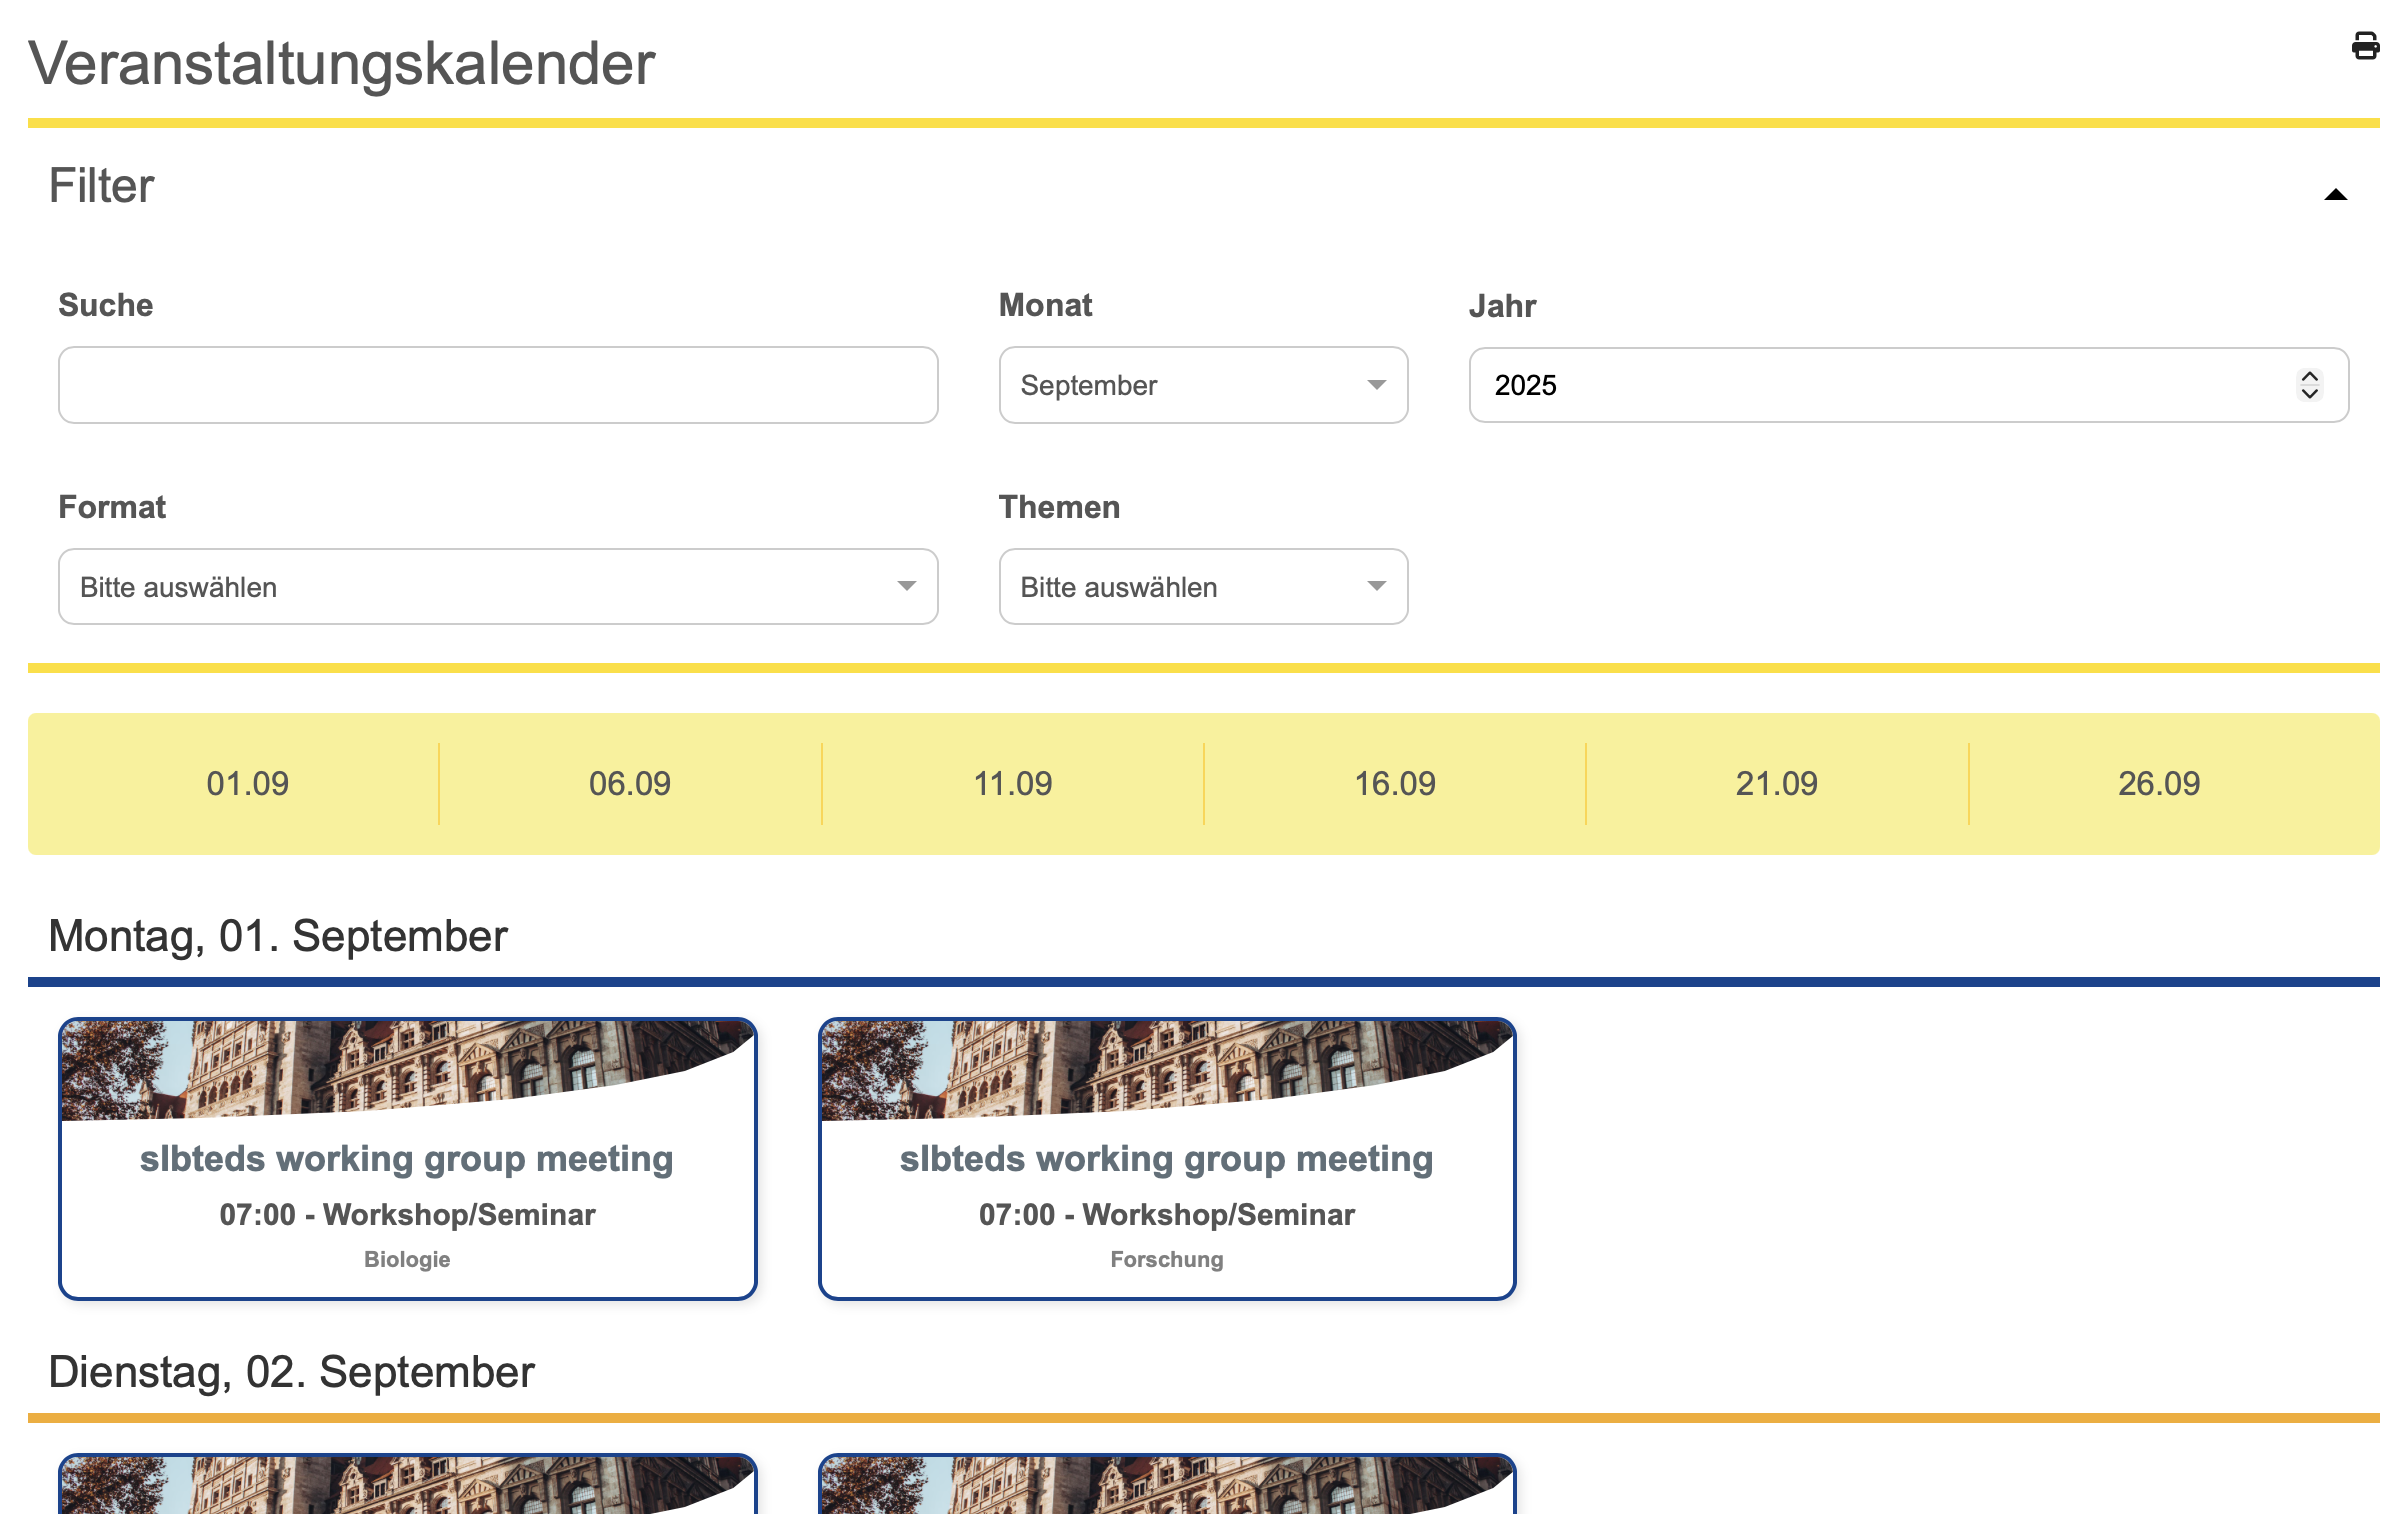 Veranstaltungskalender
Filter
Suche
Monat
Jahr
September
2025
Format
Themen
Bitte auswählen
Bitte auswählen
01.09
06.09
11.09
16.09
21.09
26.09
Montag, 01. September
slbteds working group meeting
07:00 - Workshop/Seminar
Biologie
slbteds working group meeting
07:00 - Workshop/Seminar
Forschung
Dienstag, 02. September